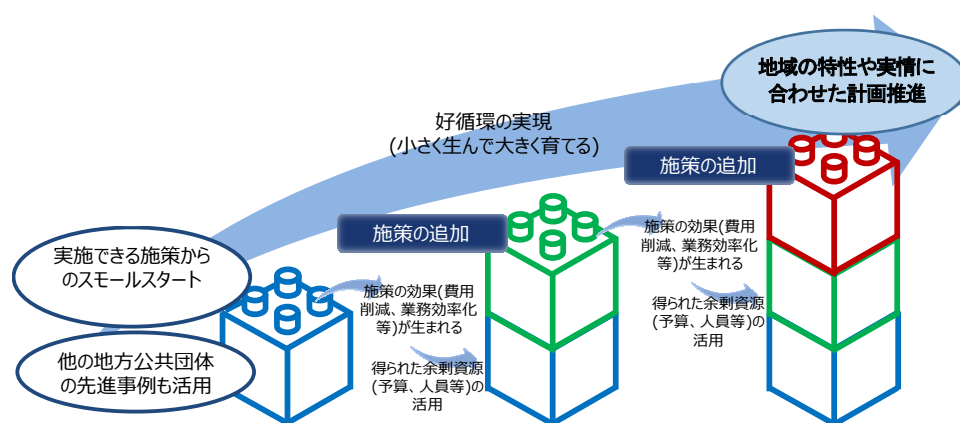 地域の特性や実情に
合わせた計画推進
好循環の実現
(小さく生んで大きく育てる)
施策の追加
施策の追加
実施できる施策から
のスモールスタート
施策の効果(費用
削減、業務効率化
等)が生まれる
施策の効果(費用
削減、業務効率化
等)が生まれる
他の地方公共団体
の先進事例も活用
得られた余剰資源
(予算、人員等)の
活用
得られた余剰資源
(予算、人員等)の
活用